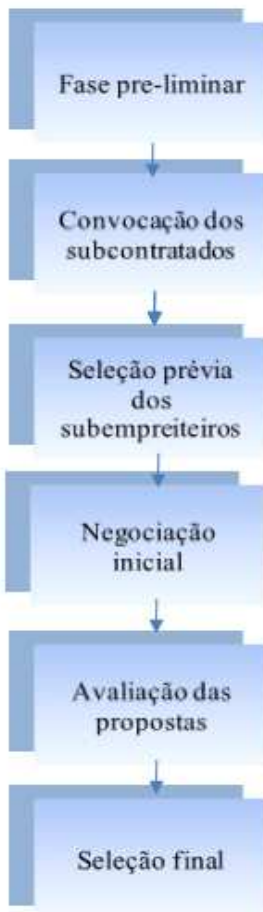 Fase pre-liminar
Convocação dos
subcontratados
Seleção prévia
dos
subempreiteiros
Negociação
inicial
Avaliação das
propostas
Seleção final